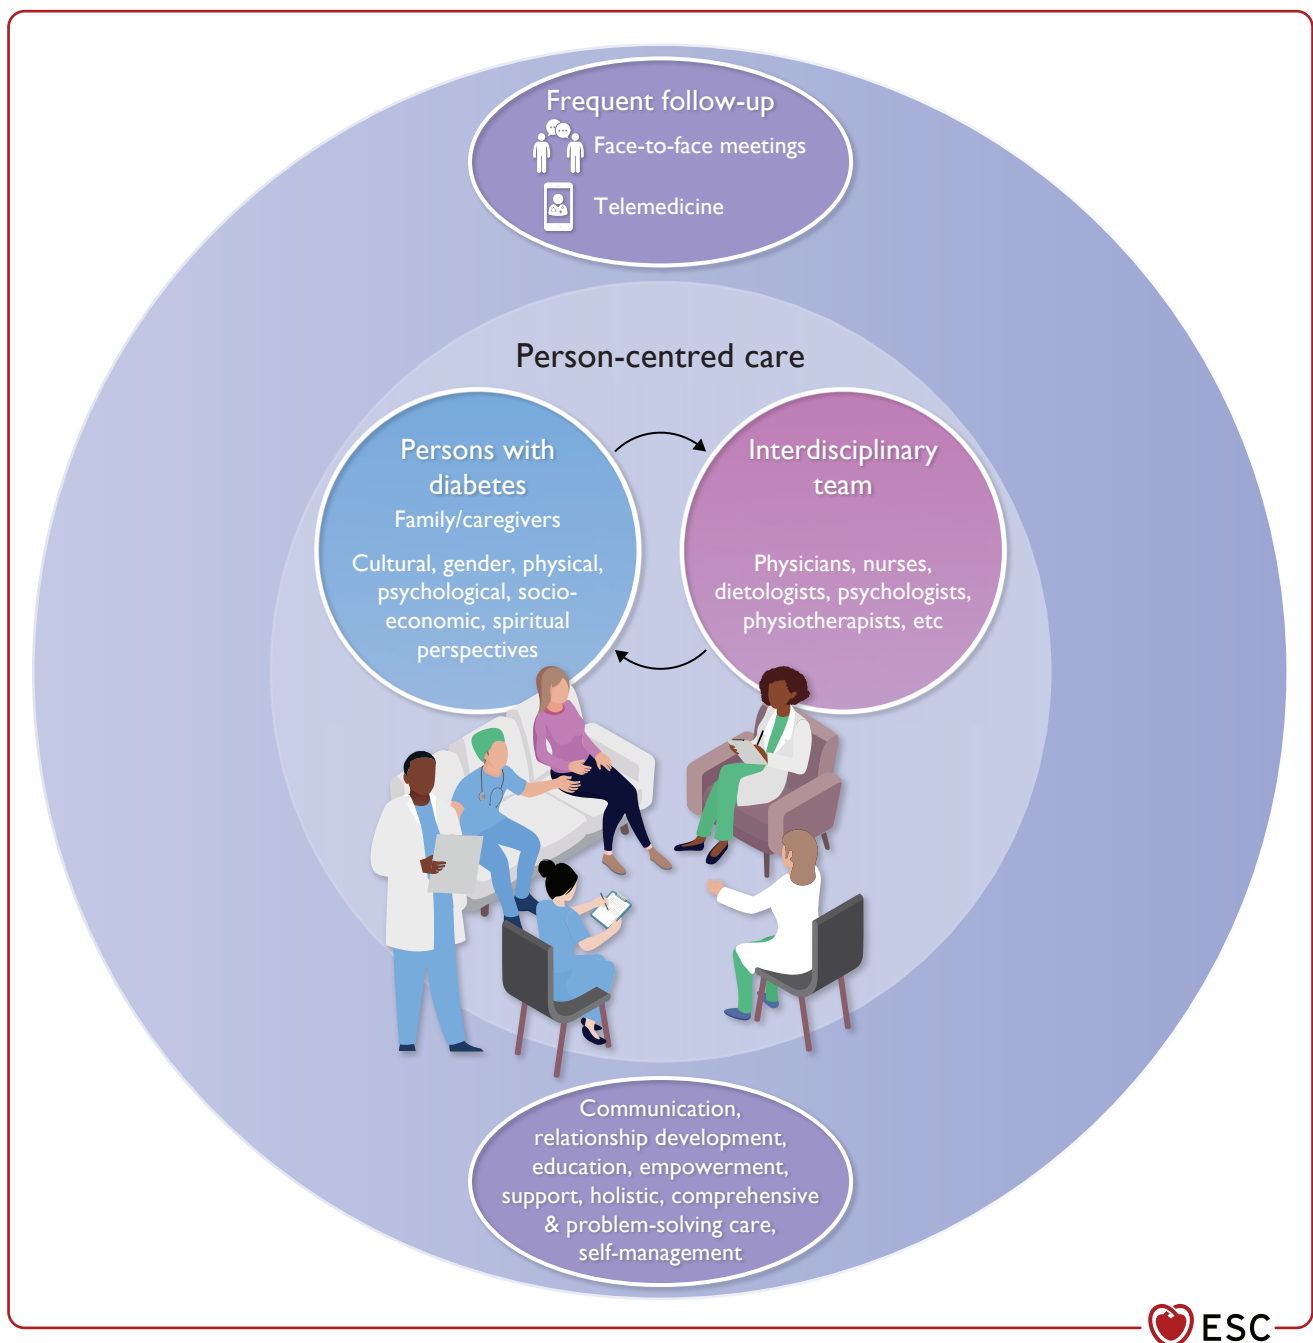 Frequent follow-up
Face-to-face meetings
Telemedicine
Person-centred care
Persons with
diabetes
Family/caregivers
Cultural, gender, physical,
psychological, socio-
economic, spiritual
perspectives
Interdisciplinary
team
Physicians, nurses,
dietologists, psychologists,
physiotherapists, etc
Communication,
relationship development,
education, empowerment,
support, holistic, comprehensive
& problem-solving care,
self-management
ESC